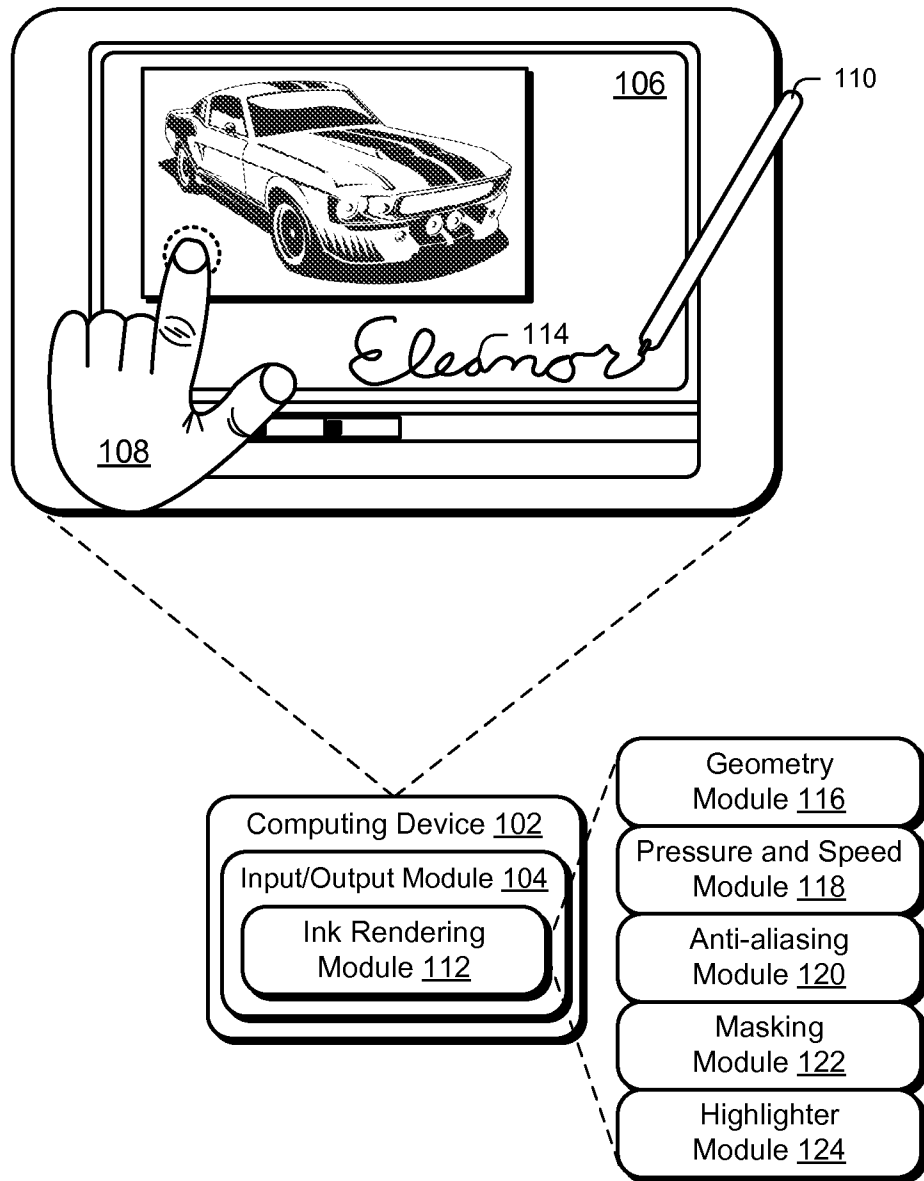 106
110
Eleanor
114
108
Computing Device 102
Input/Output Module 104
Ink Rendering
Module 112
Geometry
Module 116
Pressure and Speed
Module 118
Anti-aliasing
Module 120
Masking
Module 122
Highlighter
Module 124